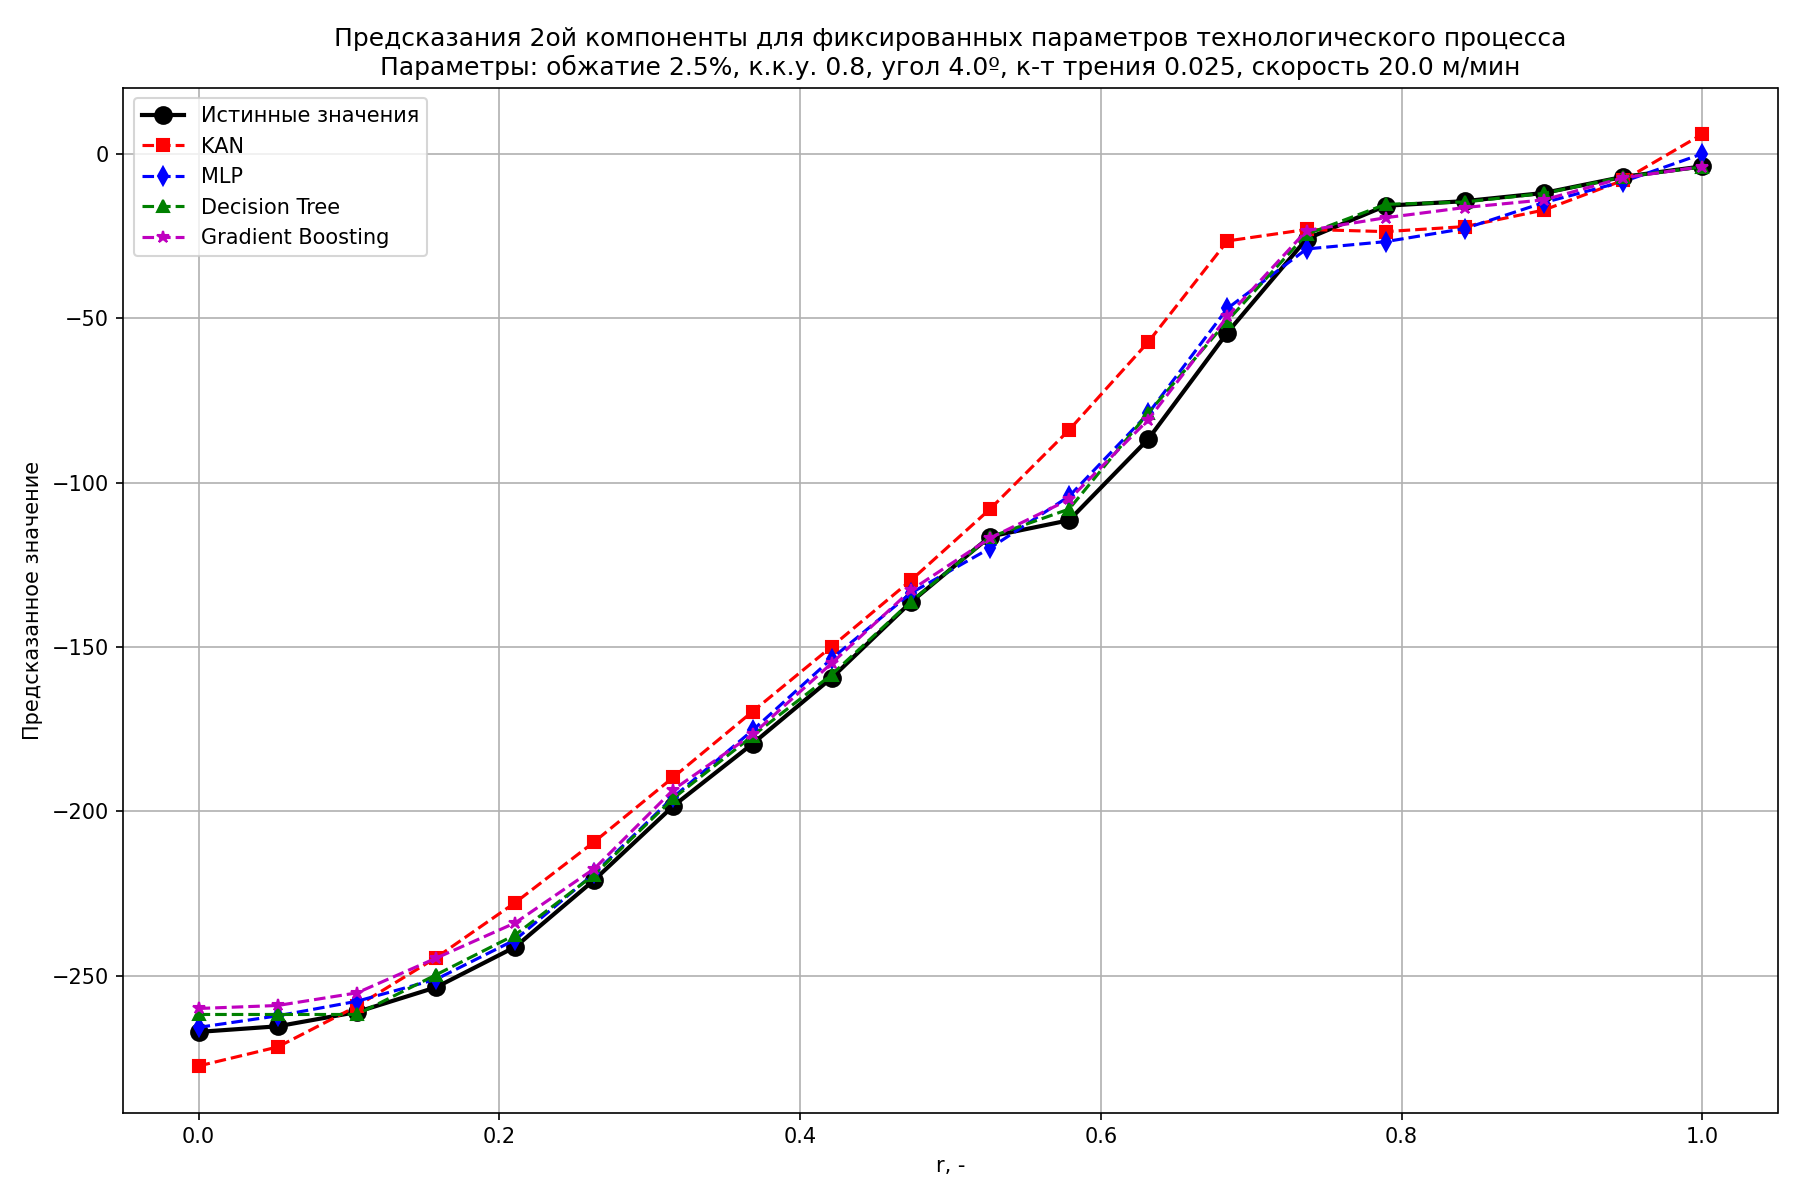 Предсказания 2ой компоненты для фиксированных параметров технологического процесса
Параметры: обжатие 2.5%, к.к.у. 0.8, угол 4.0º, к-т трения 0.025, скорость 20.0 м/мин
Истинные значения
KAN
MLP
Decision Tree
Gradient Boosting
Предсказанное значение
0
−50
−100
−150
−200
−250
0.0
0.2
0.4
0.6
0.8
1.0
r, -